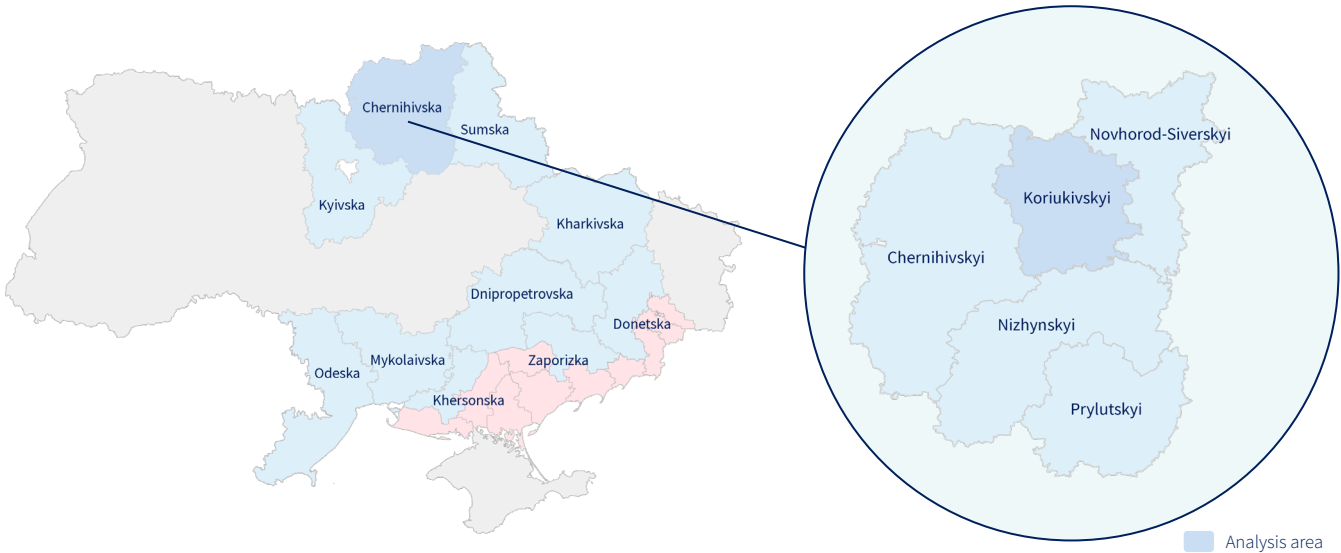 Chernihivska
Sumska
Kyivska
Kharkivska
Dnipropetrovska
Donetska
Zaporizka
Mykolaivska
Odeska
Khersonska
Novhorod-Siverskyi
Koriukivskyi
Chernihivskyi
Nizhynskyi
Prylutskyi
Analysis area